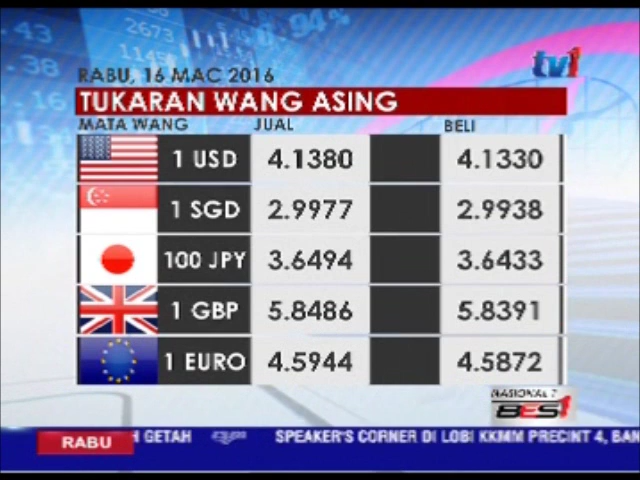 tv1
RABU, 16 MAC 2016
TUKARAN WANG ASING
MATA WANG JUAL BELI
1 USD 4.1380 4.1330
1 SGD 2.9977 2.9938
100 JPY 3.6494 3.6433
1 GBP 5.8486 5.8391
1 EURO 4.5944 4.5872
NASIONAL 7
BES1
RABU H GETAH SPEAKER'S CORNER DI LOBI KKMM PRECINT 4, BAN